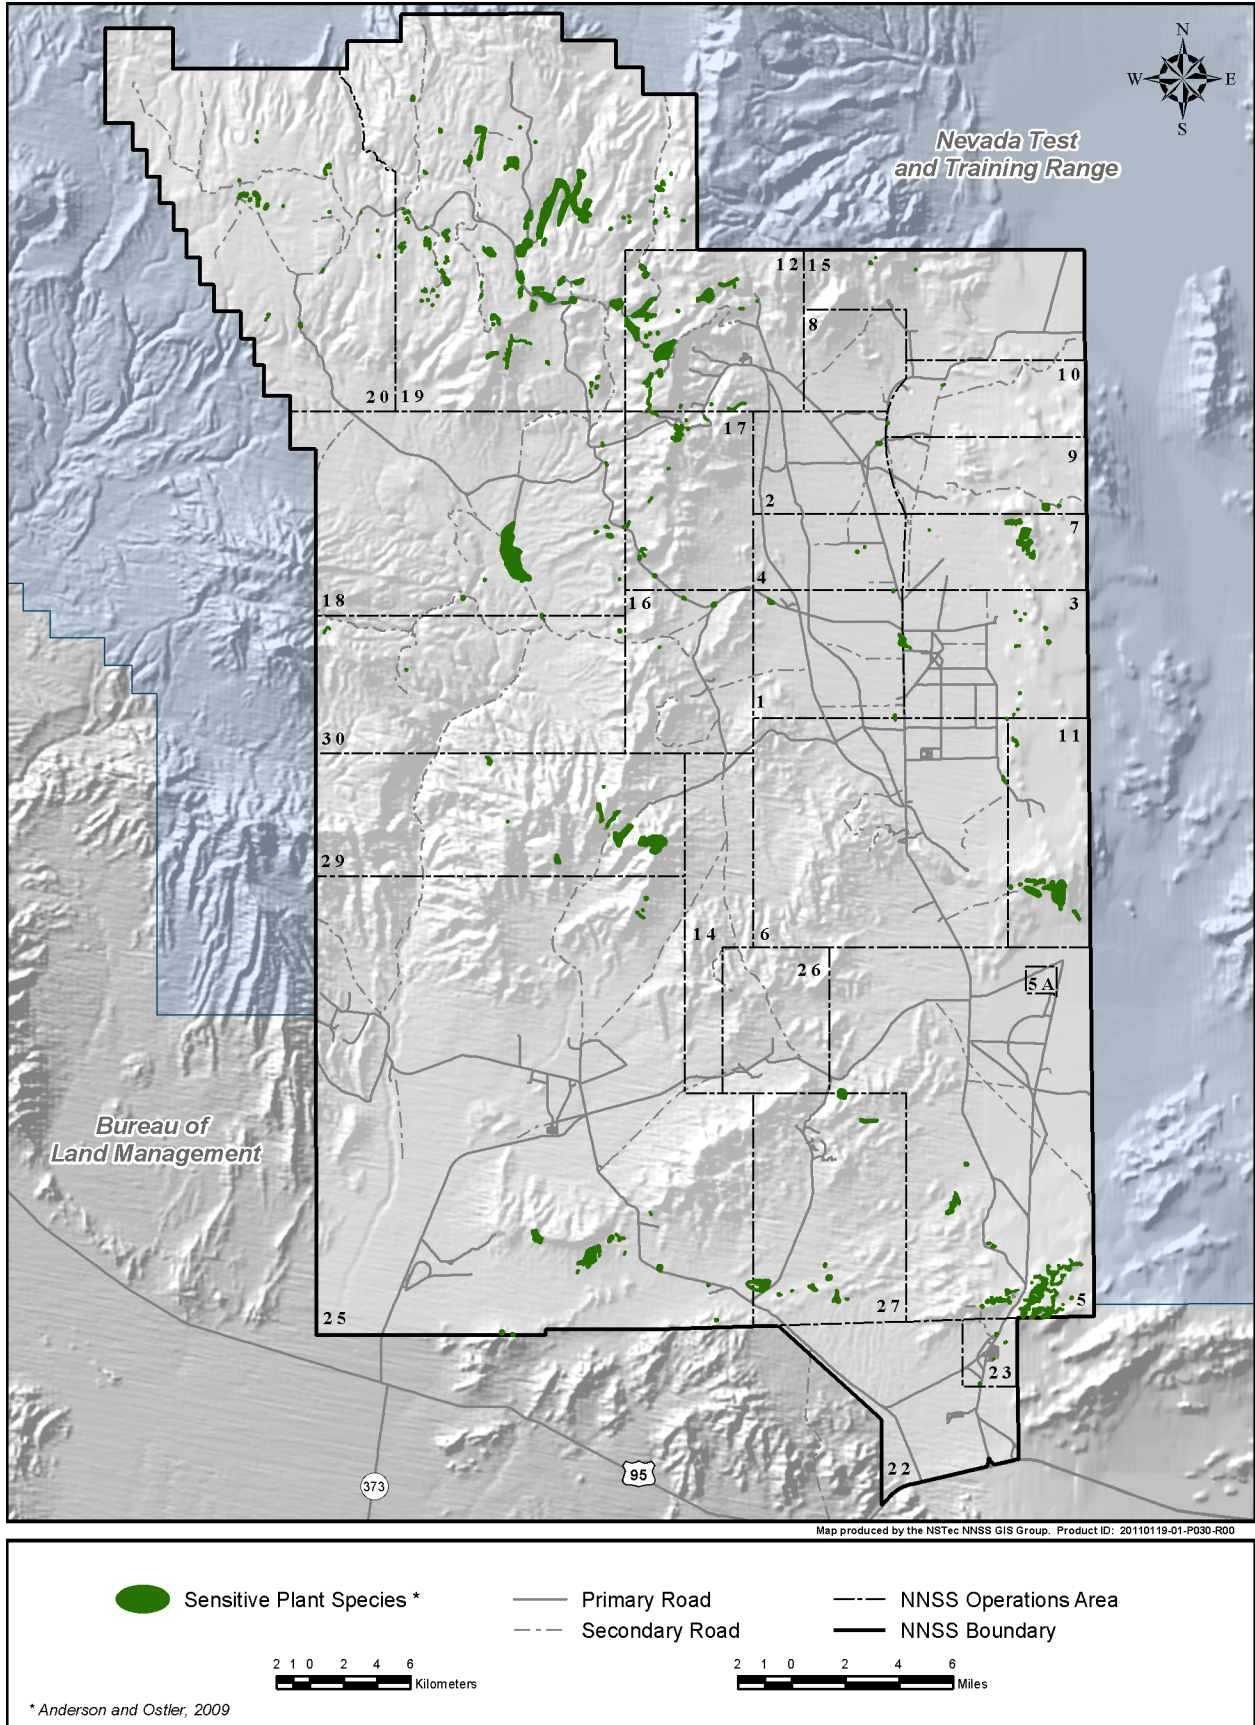 N
W E
S
Nevada Test
and Training Range
12 15
8
10
20 19
17
9
2
7
4
18
16
3
1
30
11
29
14
6
26
5A
Bureau of
Land Management
25
27
5
23
22
95
373
Map produced by the NSTec NNSS GIS Group. Product ID: 20110119-01-P030-R00
Sensitive Plant Species *
Primary Road
NNSS Operations Area
Secondary Road
NNSS Boundary
2 1 0 2 4 6
Kilometers
2 1 0 2 4 6
Miles
* Anderson and Ostler, 2009